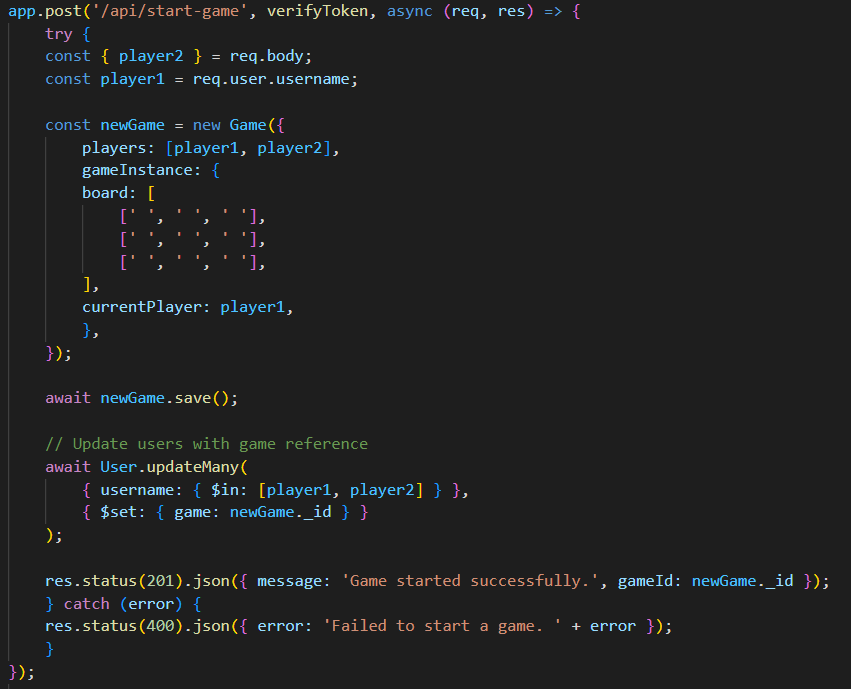 app.post('/api/start-game', verifyToken, async (req, res) => {
    try {
    const { player2 } = req.body;
    const player1 = req.user.username;

    const newGame = new Game({
        players: [player1, player2],
        gameInstance: {
        board: [
            [' ', ' ', ' '],
            [' ', ' ', ' '],
            [' ', ' ', ' '],
        ],
        currentPlayer: player1,
        },
    });

    await newGame.save();

    // Update users with game reference
    await User.updateMany(
        { username: { $in: [player1, player2] } },
        { $set: { game: newGame._id } }
    );

    res.status(201).json({ message: 'Game started successfully.', gameId: newGame._id });
    } catch (error) {
    res.status(400).json({ error: 'Failed to start a game. ' + error });
    }
});